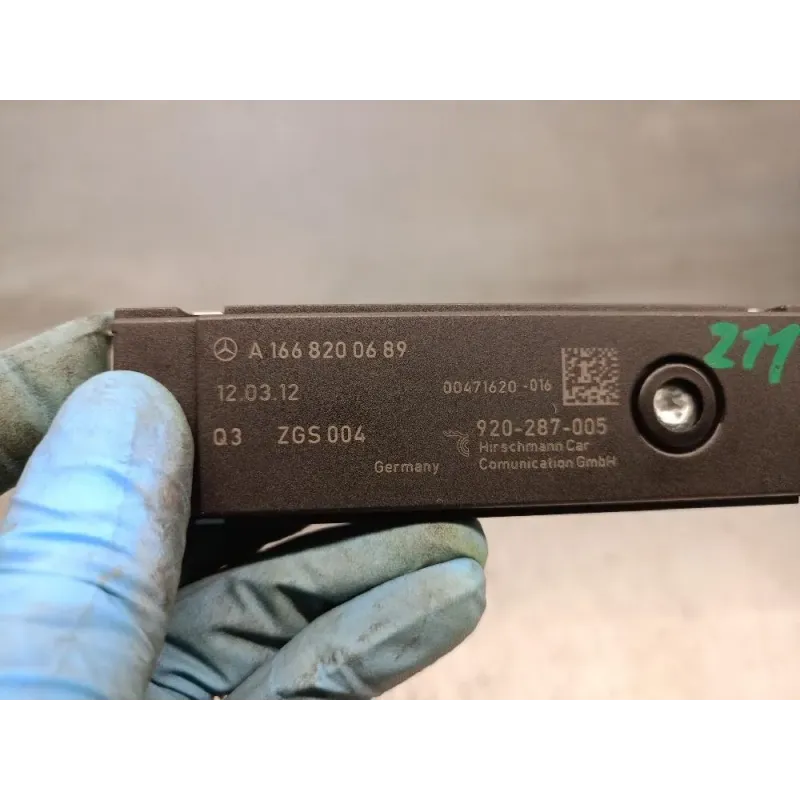 A 166 820 06 89
12.03.12
00471620-016
Q3 ZGS 004
920-287-005
Hirschmann Car
Comunication GmbH
Germany
211